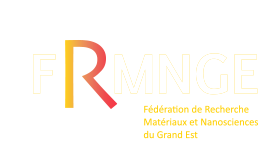 FRMNGE
Fédération de Recherche
Matériaux et Nanosciences
du Grand Est